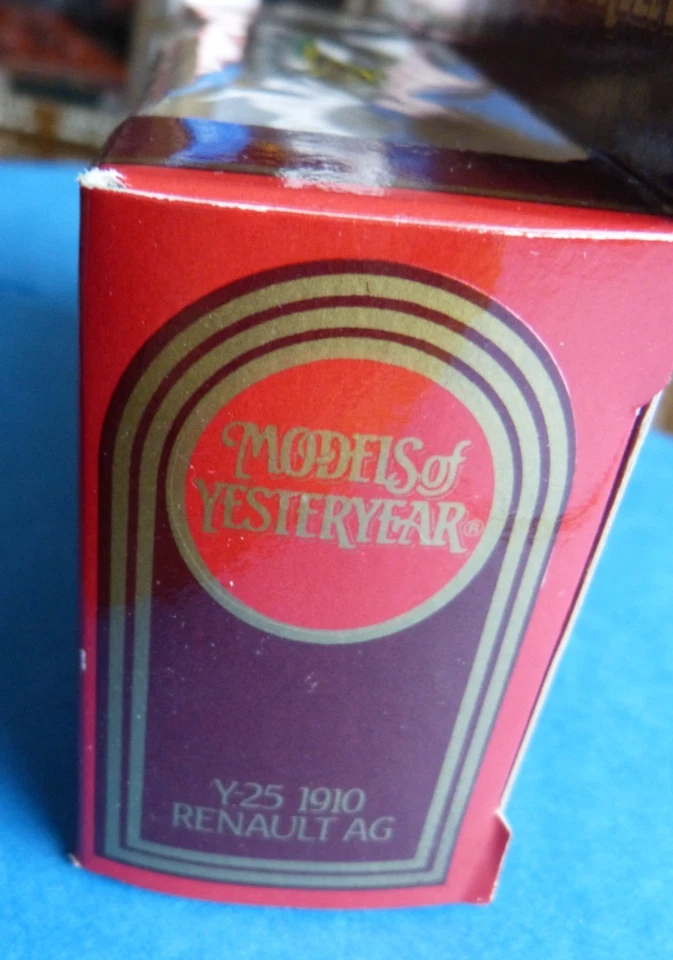 MODELS of
YESTERYEAR®
Y-25 1910
RENAULT AG